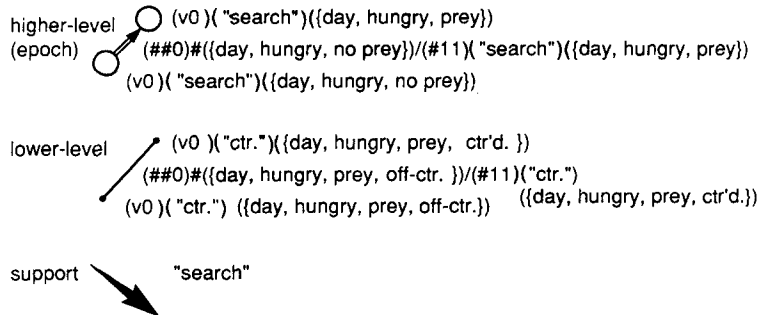 higher-level (v0 )( "search")({day, hungry, prey})
(epoch) (##0)#({day, hungry, no prey})/(#11)( "search")({day, hungry, prey})
(v0 )( "search")({day, hungry, no prey})
lower-level (v0 )( "ctr.")({day, hungry, prey, ctr'd. })
(##0)#({day, hungry, prey, off-ctr. })/(#11)("ctr.")
(v0 )( "ctr.") ({day, hungry, prey, off-ctr.}) ({day, hungry, prey, ctr'd.})
support "search"